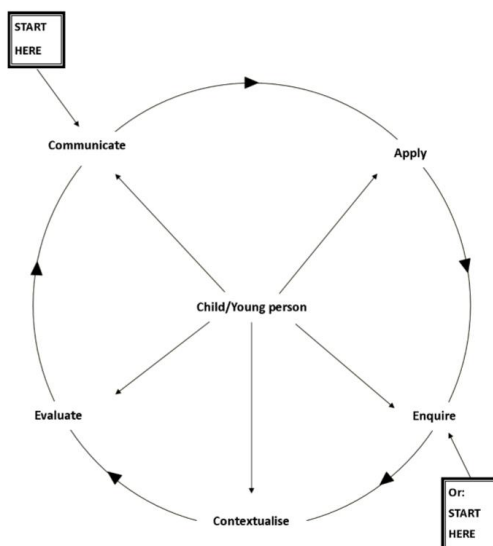 START
HERE
Communicate
Apply
Child/Young person
Evaluate
Enquire
Contextualise
Or:
START
HERE